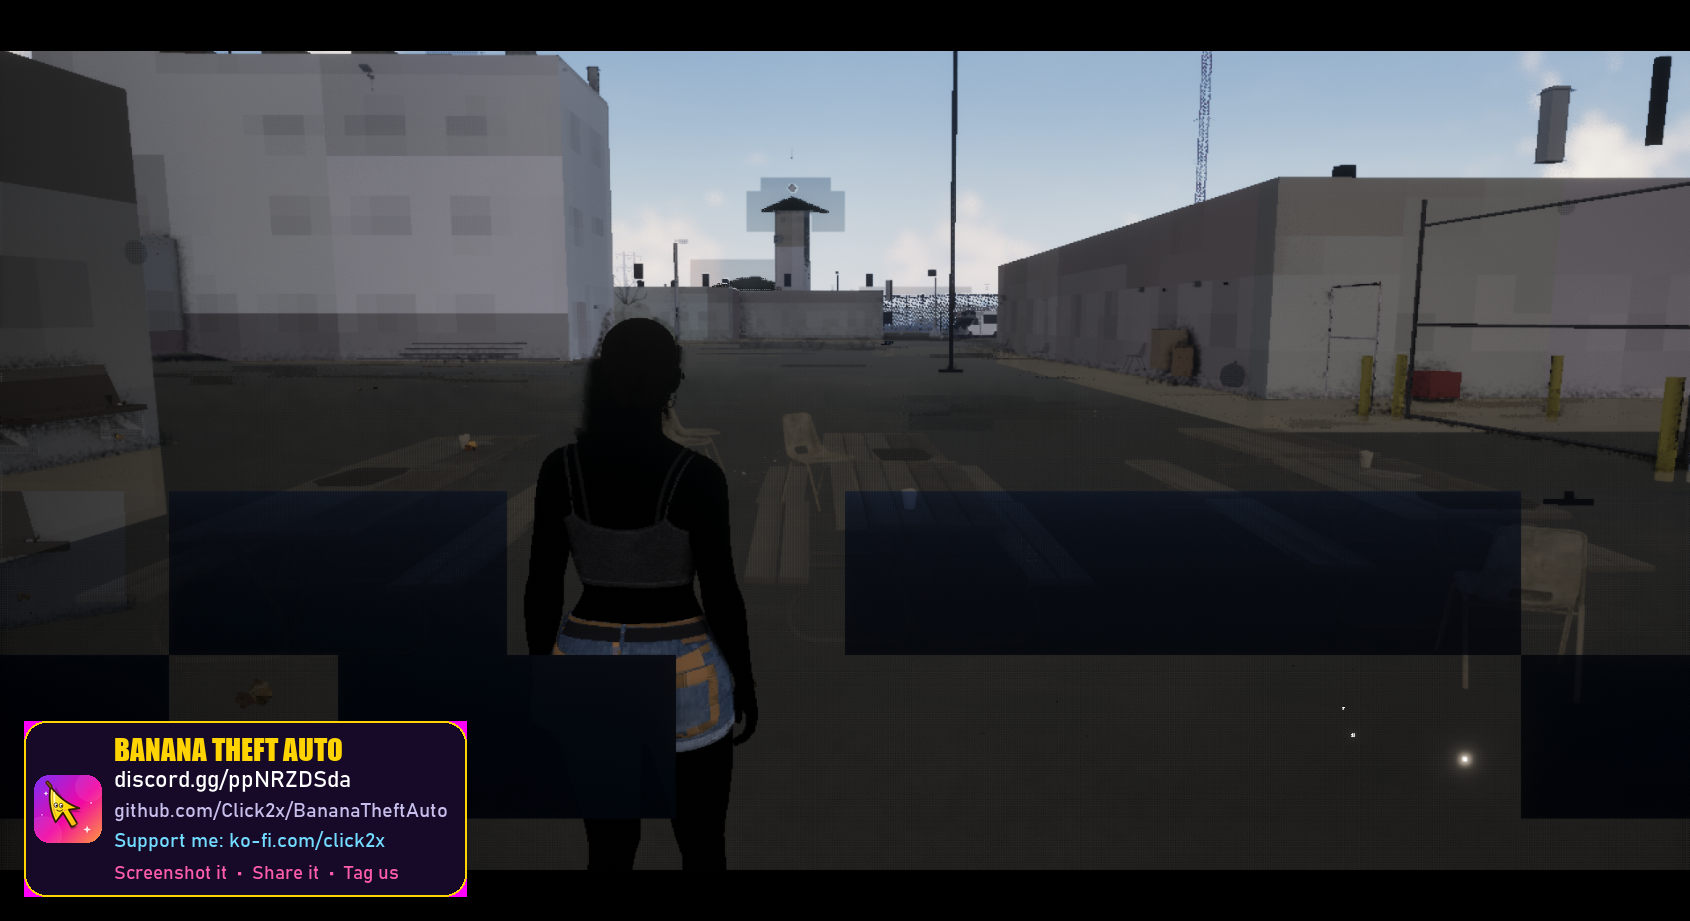 BANANA THEFT AUTO
discord.gg/ppNRZDSda
github.com/Click2x/BananaTheftAuto
Support me: ko-fi.com/click2x
Screenshot it • Share it • Tag us